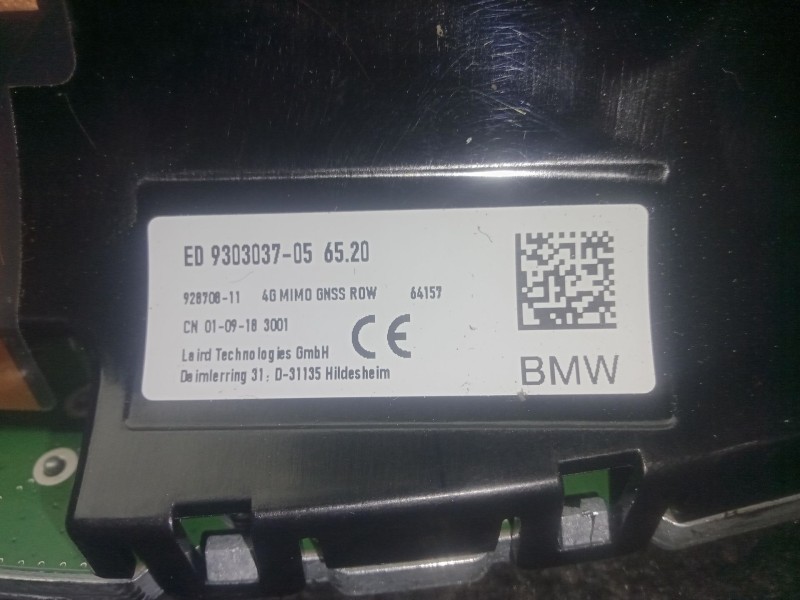 ED 9303037-05 65.20
928708-11 4G MIMO GNSS ROW 64157
CN 01-09-18 3001
Laird Technologies GmbH
Daimlerring 31; D-31135 Hildesheim
CE
BMW